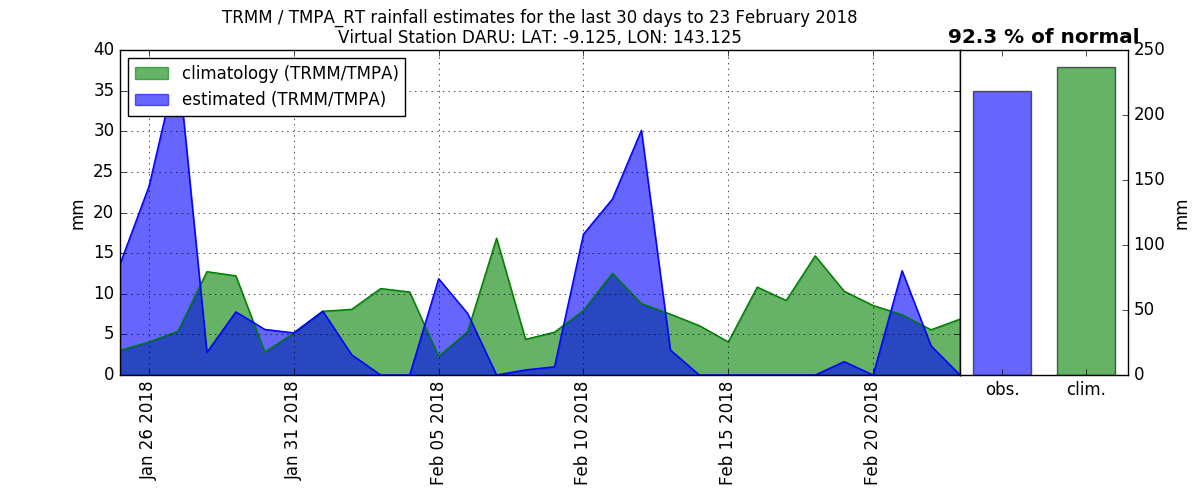 TRMM / TMPA_RT rainfall estimates for the last 30 days to 23 February 2018
Virtual Station DARU: LAT: -9.125, LON: 143.125
92.3 % of normal
climatology (TRMM/TMPA)
estimated (TRMM/TMPA)
mm
40
35
30
25
20
15
10
5
0
Jan 26 2018
Jan 31 2018
Feb 05 2018
Feb 10 2018
Feb 15 2018
Feb 20 2018
obs.
clim.
250
200
150
100
50
0
mm